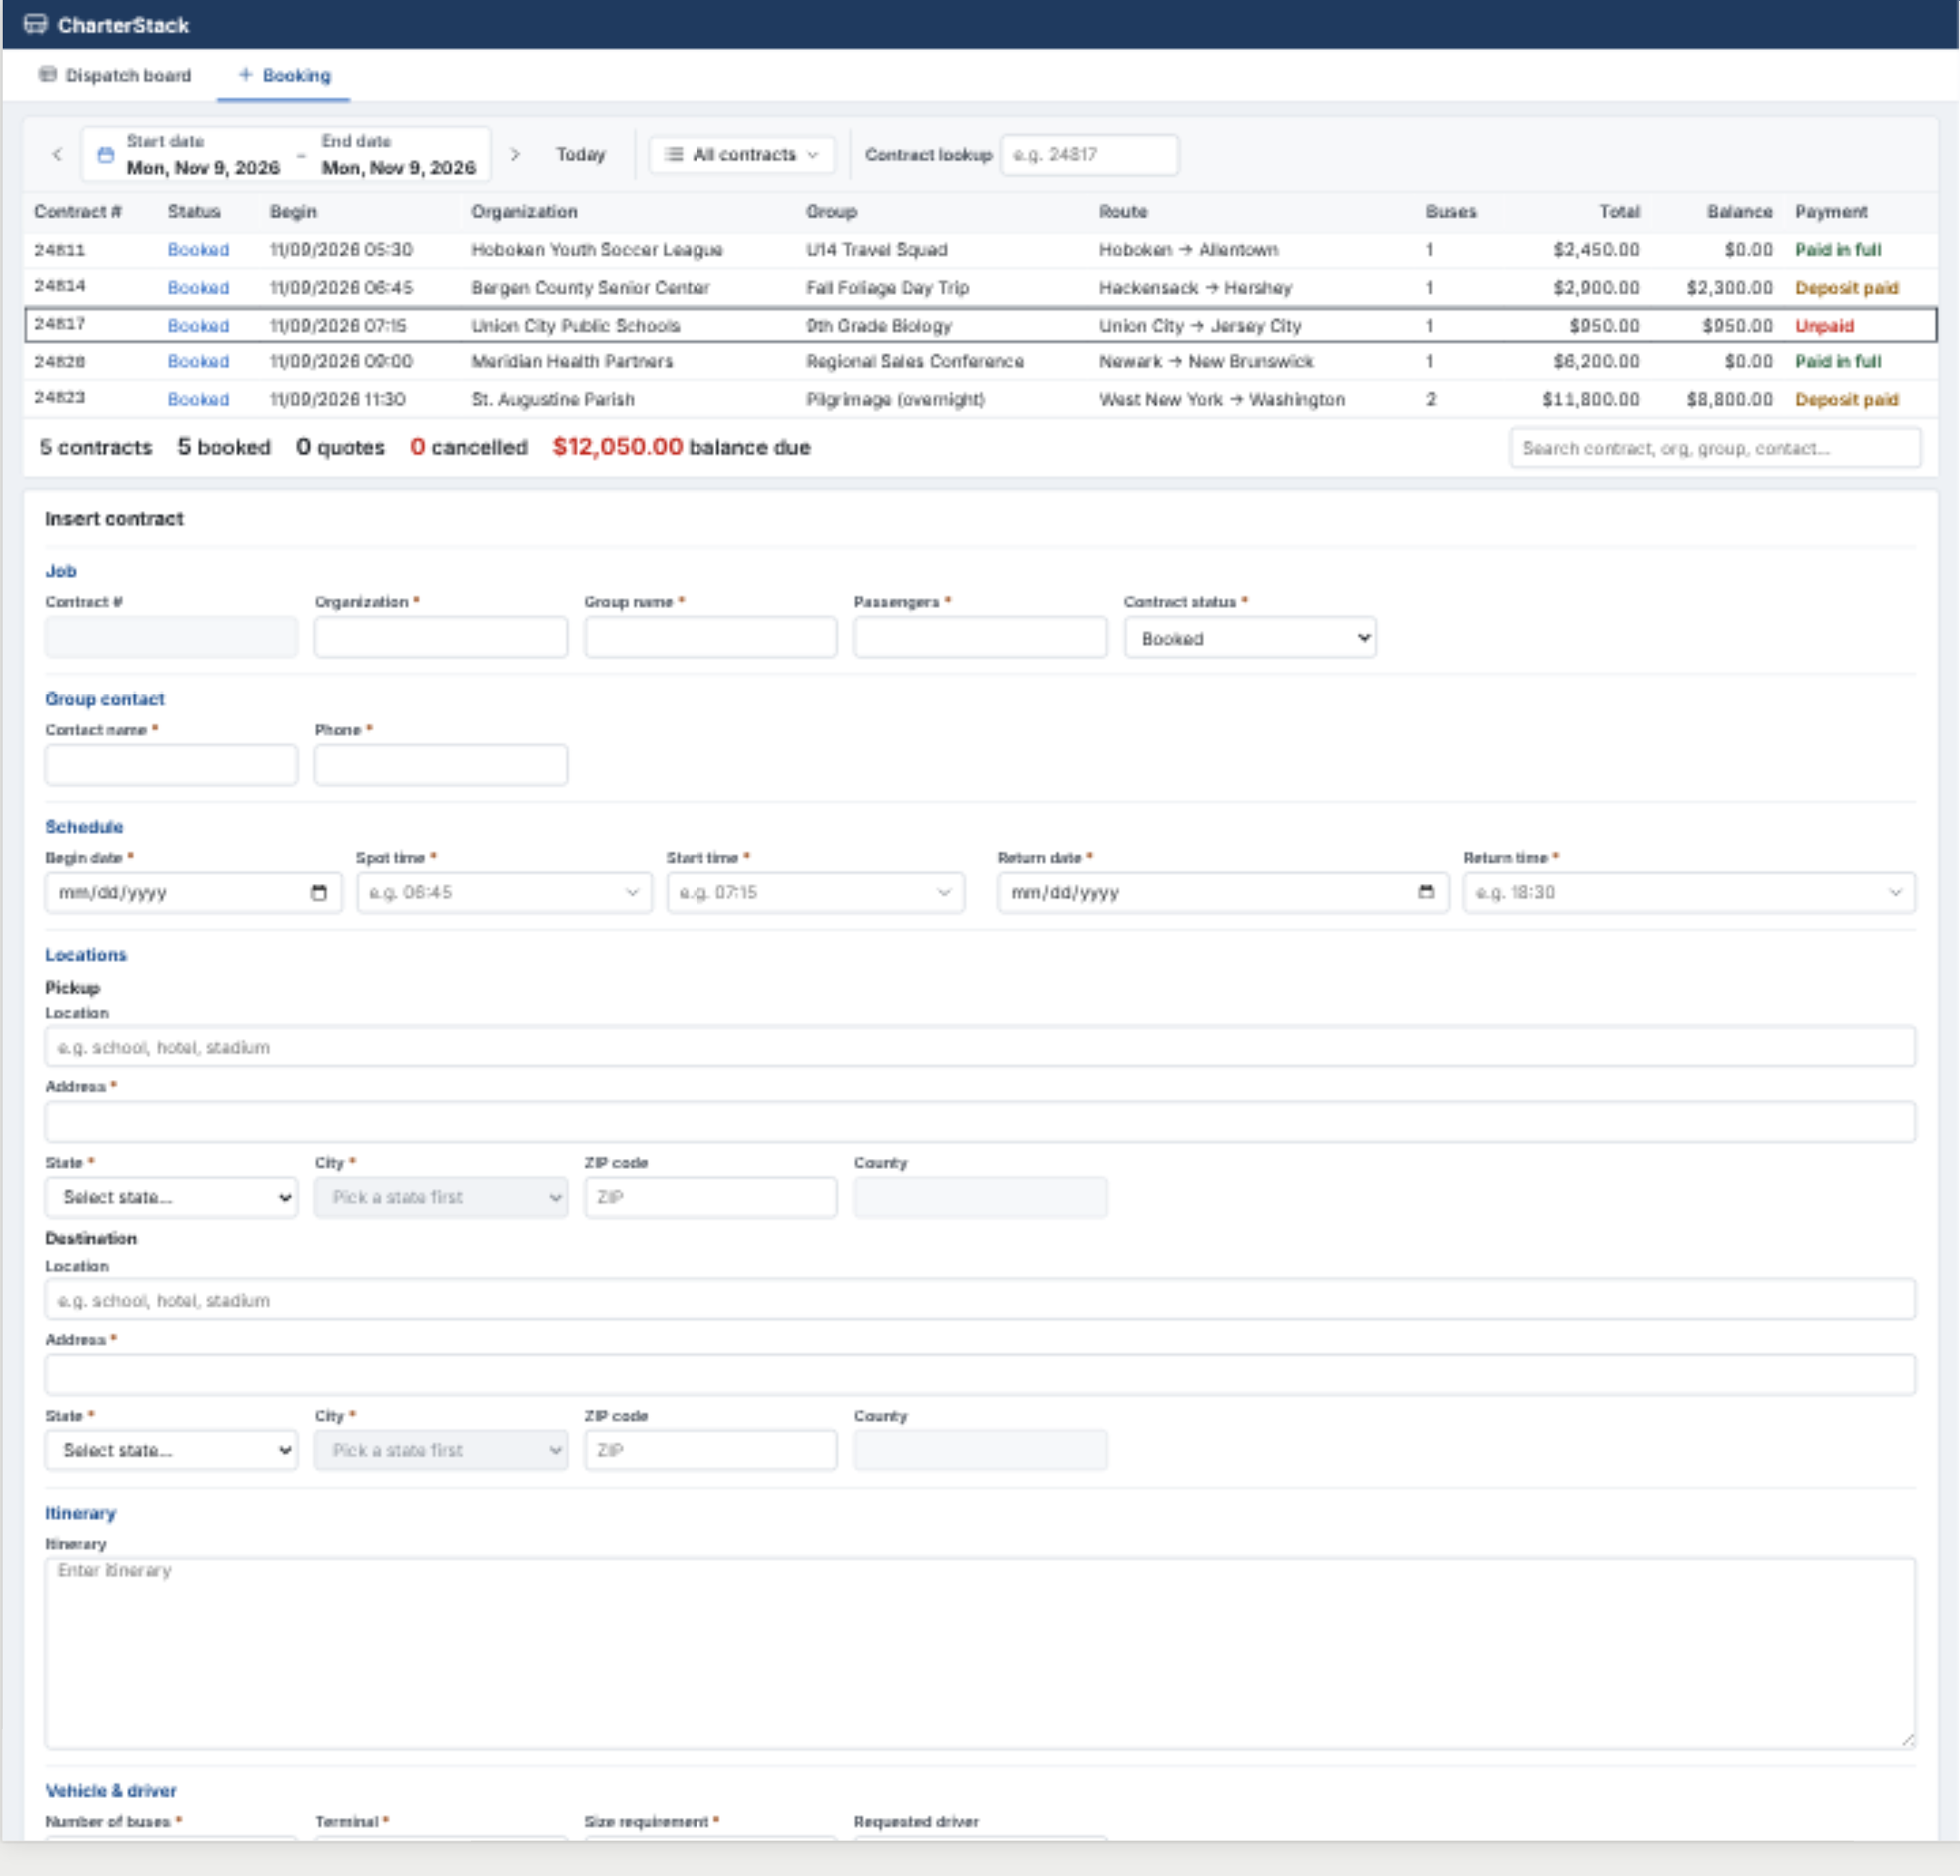 CharterStack
Dispatch board + Booking
Start date End date
Mon, Nov 9, 2026 – Mon, Nov 9, 2026 Today All contracts Contract lookup e.g. 24817
Contract # Status Begin Organization Group Route Buses Total Balance Payment
24811 Booked 11/09/2026 05:30 Hoboken Youth Soccer League U14 Travel Squad Hoboken → Allentown 1 $2,450.00 $0.00 Paid in full
24814 Booked 11/09/2026 06:45 Bergen County Senior Center Fall Foliage Day Trip Hackensack → Hershey 1 $2,900.00 $2,300.00 Deposit paid
24817 Booked 11/09/2026 07:15 Union City Public Schools 9th Grade Biology Union City → Jersey City 1 $950.00 $950.00 Unpaid
24820 Booked 11/09/2026 09:00 Meridian Health Partners Regional Sales Conference Newark → New Brunswick 1 $6,200.00 $0.00 Paid in full
24823 Booked 11/09/2026 11:30 St. Augustine Parish Pilgrimage (overnight) West New York → Washington 2 $11,800.00 $8,800.00 Deposit paid
5 contracts 5 booked 0 quotes 0 cancelled $12,050.00 balance due Search contract, org, group, contact...
Insert contract
Job
Contract # Organization * Group name * Passengers * Contract status *
Booked
Group contact
Contact name * Phone *
Schedule
Begin date * Spot time * Start time * Return date * Return time *
mm/dd/yyyy e.g. 06:45 e.g. 07:15 mm/dd/yyyy e.g. 18:30
Locations
Pickup
Location
e.g. school, hotel, stadium
Address *
State * City * ZIP code County
Select state... Pick a state first ZIP
Destination
Location
e.g. school, hotel, stadium
Address *
State * City * ZIP code County
Select state... Pick a state first ZIP
Itinerary
Itinerary
Enter itinerary
Vehicle & driver
Number of buses * Terminal * Size requirement * Requested driver